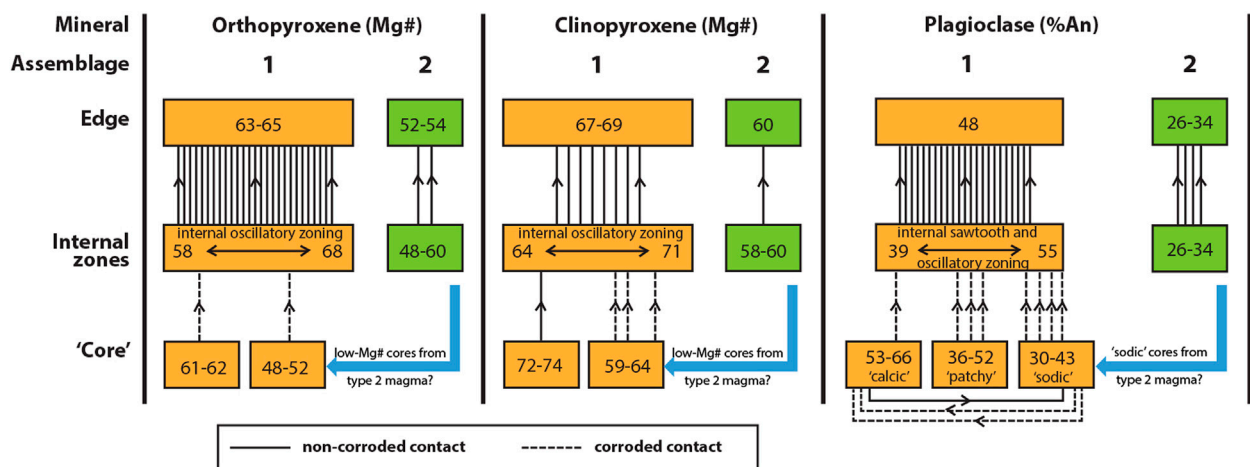 Mineral Orthopyroxene (Mg#) Clinopyroxene (Mg#) Plagioclase (%An)
Assemblage 1 2 1 2 1 2
Edge 63-65 52-54 67-69 60 48 26-34
internal oscillatory zoning internal oscillatory zoning internal sawtooth and
Internal 58 68 48-60 64 71 58-60 39 55 26-34
zones oscillatory zoning
low-Mg# cores from low-Mg# cores from 'sodic' cores from
'Core' 61-62 48-52 72-74 59-64 53-66 36-52 30-43
'calcic' 'patchy' 'sodic'
type 2 magma? type 2 magma? type 2 magma?
non-corroded contact corroded contact